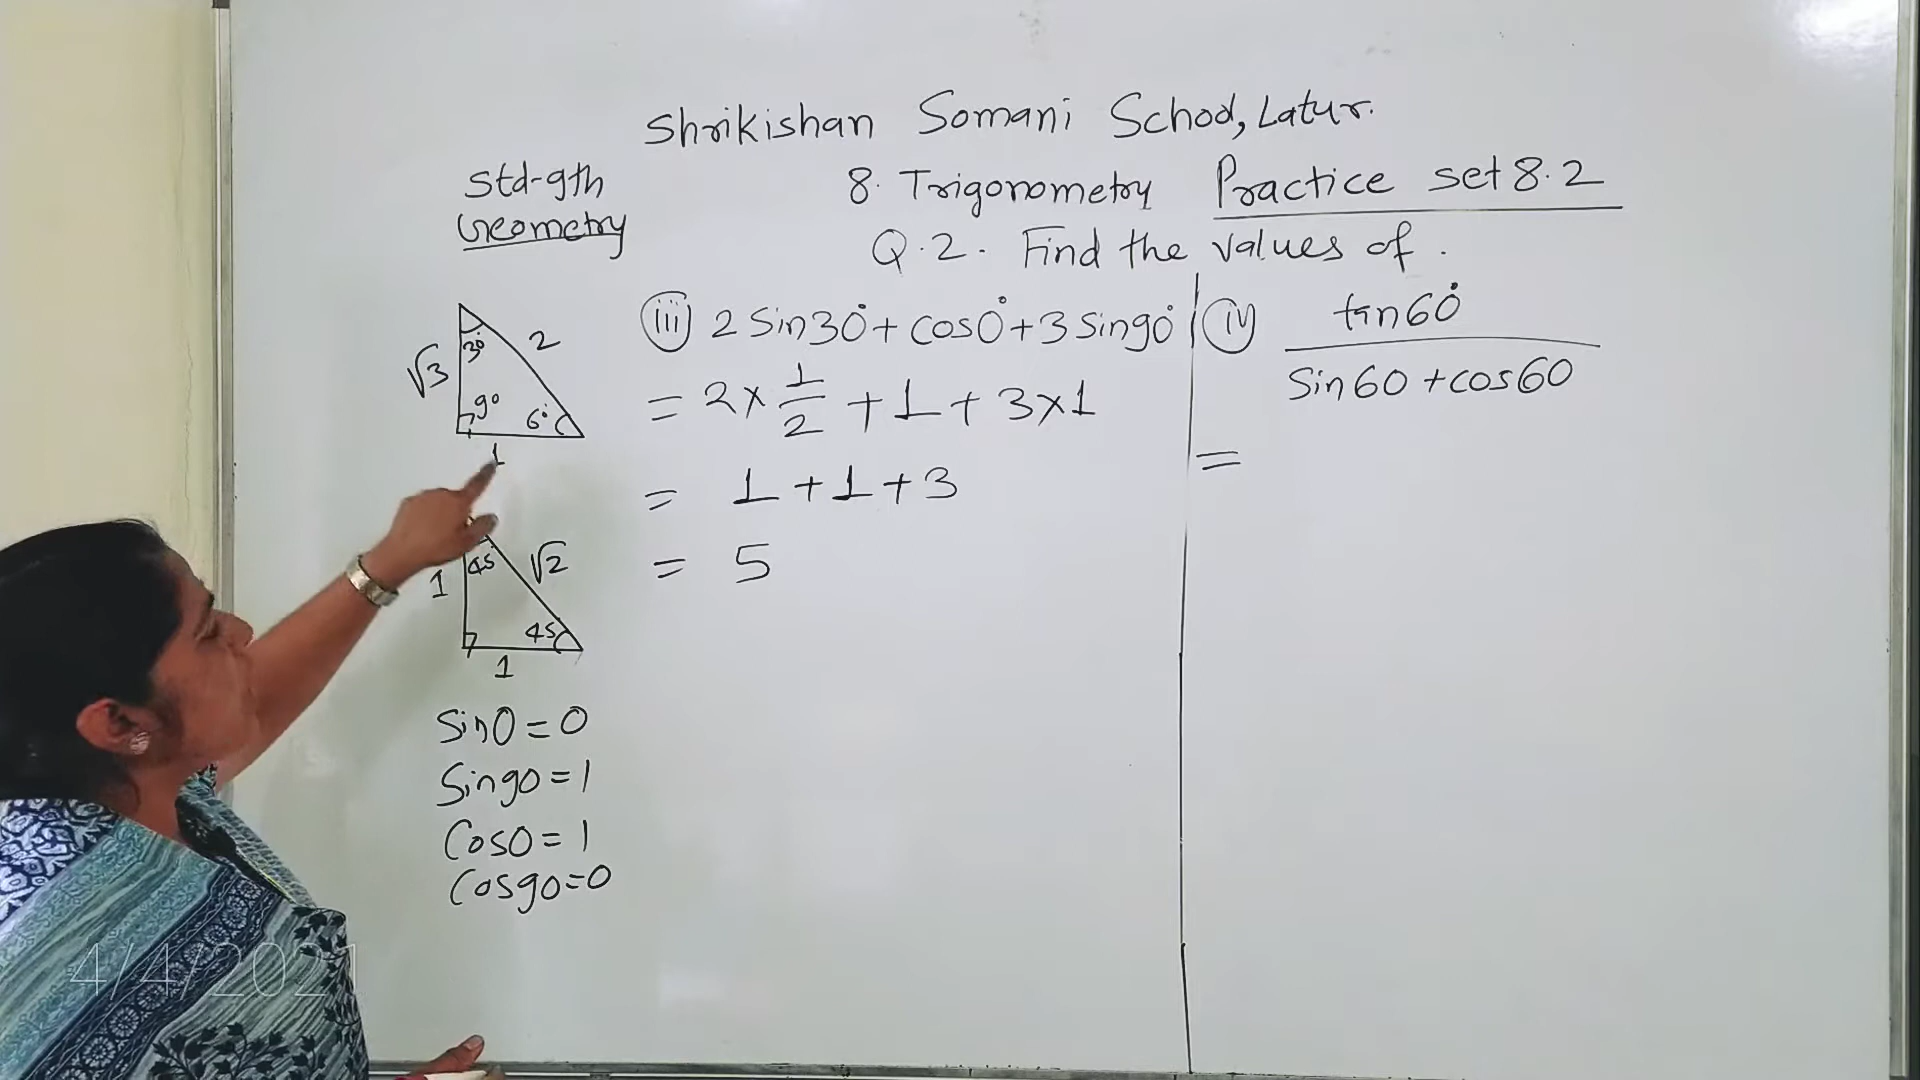 Shrikishan Somani School, Latur.
Std-9th
Geometry
8. Trigonometry Practice set 8.2
Q.2. Find the values of.
√3
30
2
90
60
1
1
45
√2
45
1
Sin0=0
Sin90=1
Cos0=1
Cos90=0
(iii) 2 Sin30°+cos0°+3 Sin90°
= 2×1/2+1+3×1
= 1+1+3
= 5
(iv) tan60°
Sin60+cos60
=
4/4/2021